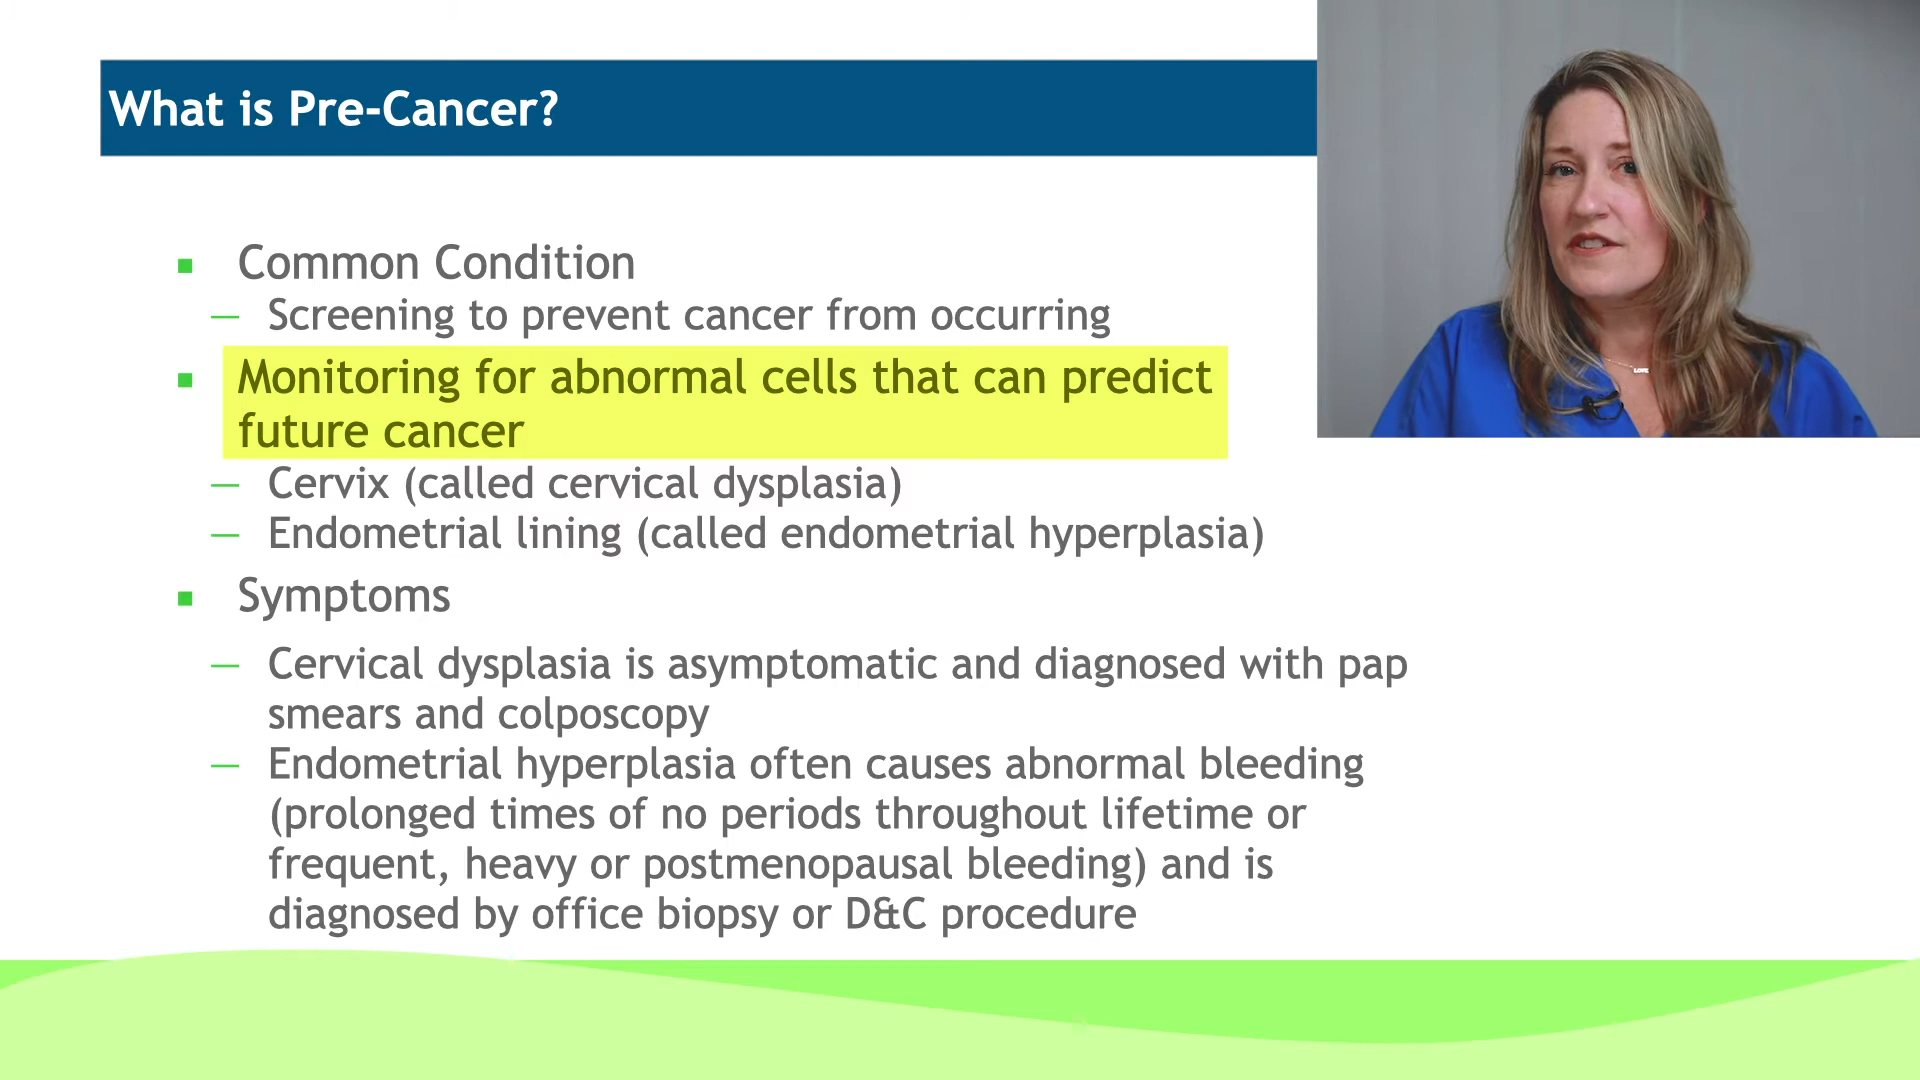 What is Pre-Cancer?
Common Condition
— Screening to prevent cancer from occurring
Monitoring for abnormal cells that can predict
future cancer
— Cervix (called cervical dysplasia)
— Endometrial lining (called endometrial hyperplasia)
Symptoms
— Cervical dysplasia is asymptomatic and diagnosed with pap
smears and colposcopy
— Endometrial hyperplasia often causes abnormal bleeding
(prolonged times of no periods throughout lifetime or
frequent, heavy or postmenopausal bleeding) and is
diagnosed by office biopsy or D&C procedure
LOVE